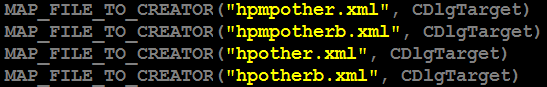 MAP_FILE_TO_CREATOR("hpmpother.xml", CDlgTarget)
MAP_FILE_TO_CREATOR("hpmpotherb.xml", CDlgTarget)
MAP_FILE_TO_CREATOR("hpother.xml", CDlgTarget)
MAP_FILE_TO_CREATOR("hpotherb.xml", CDlgTarget)